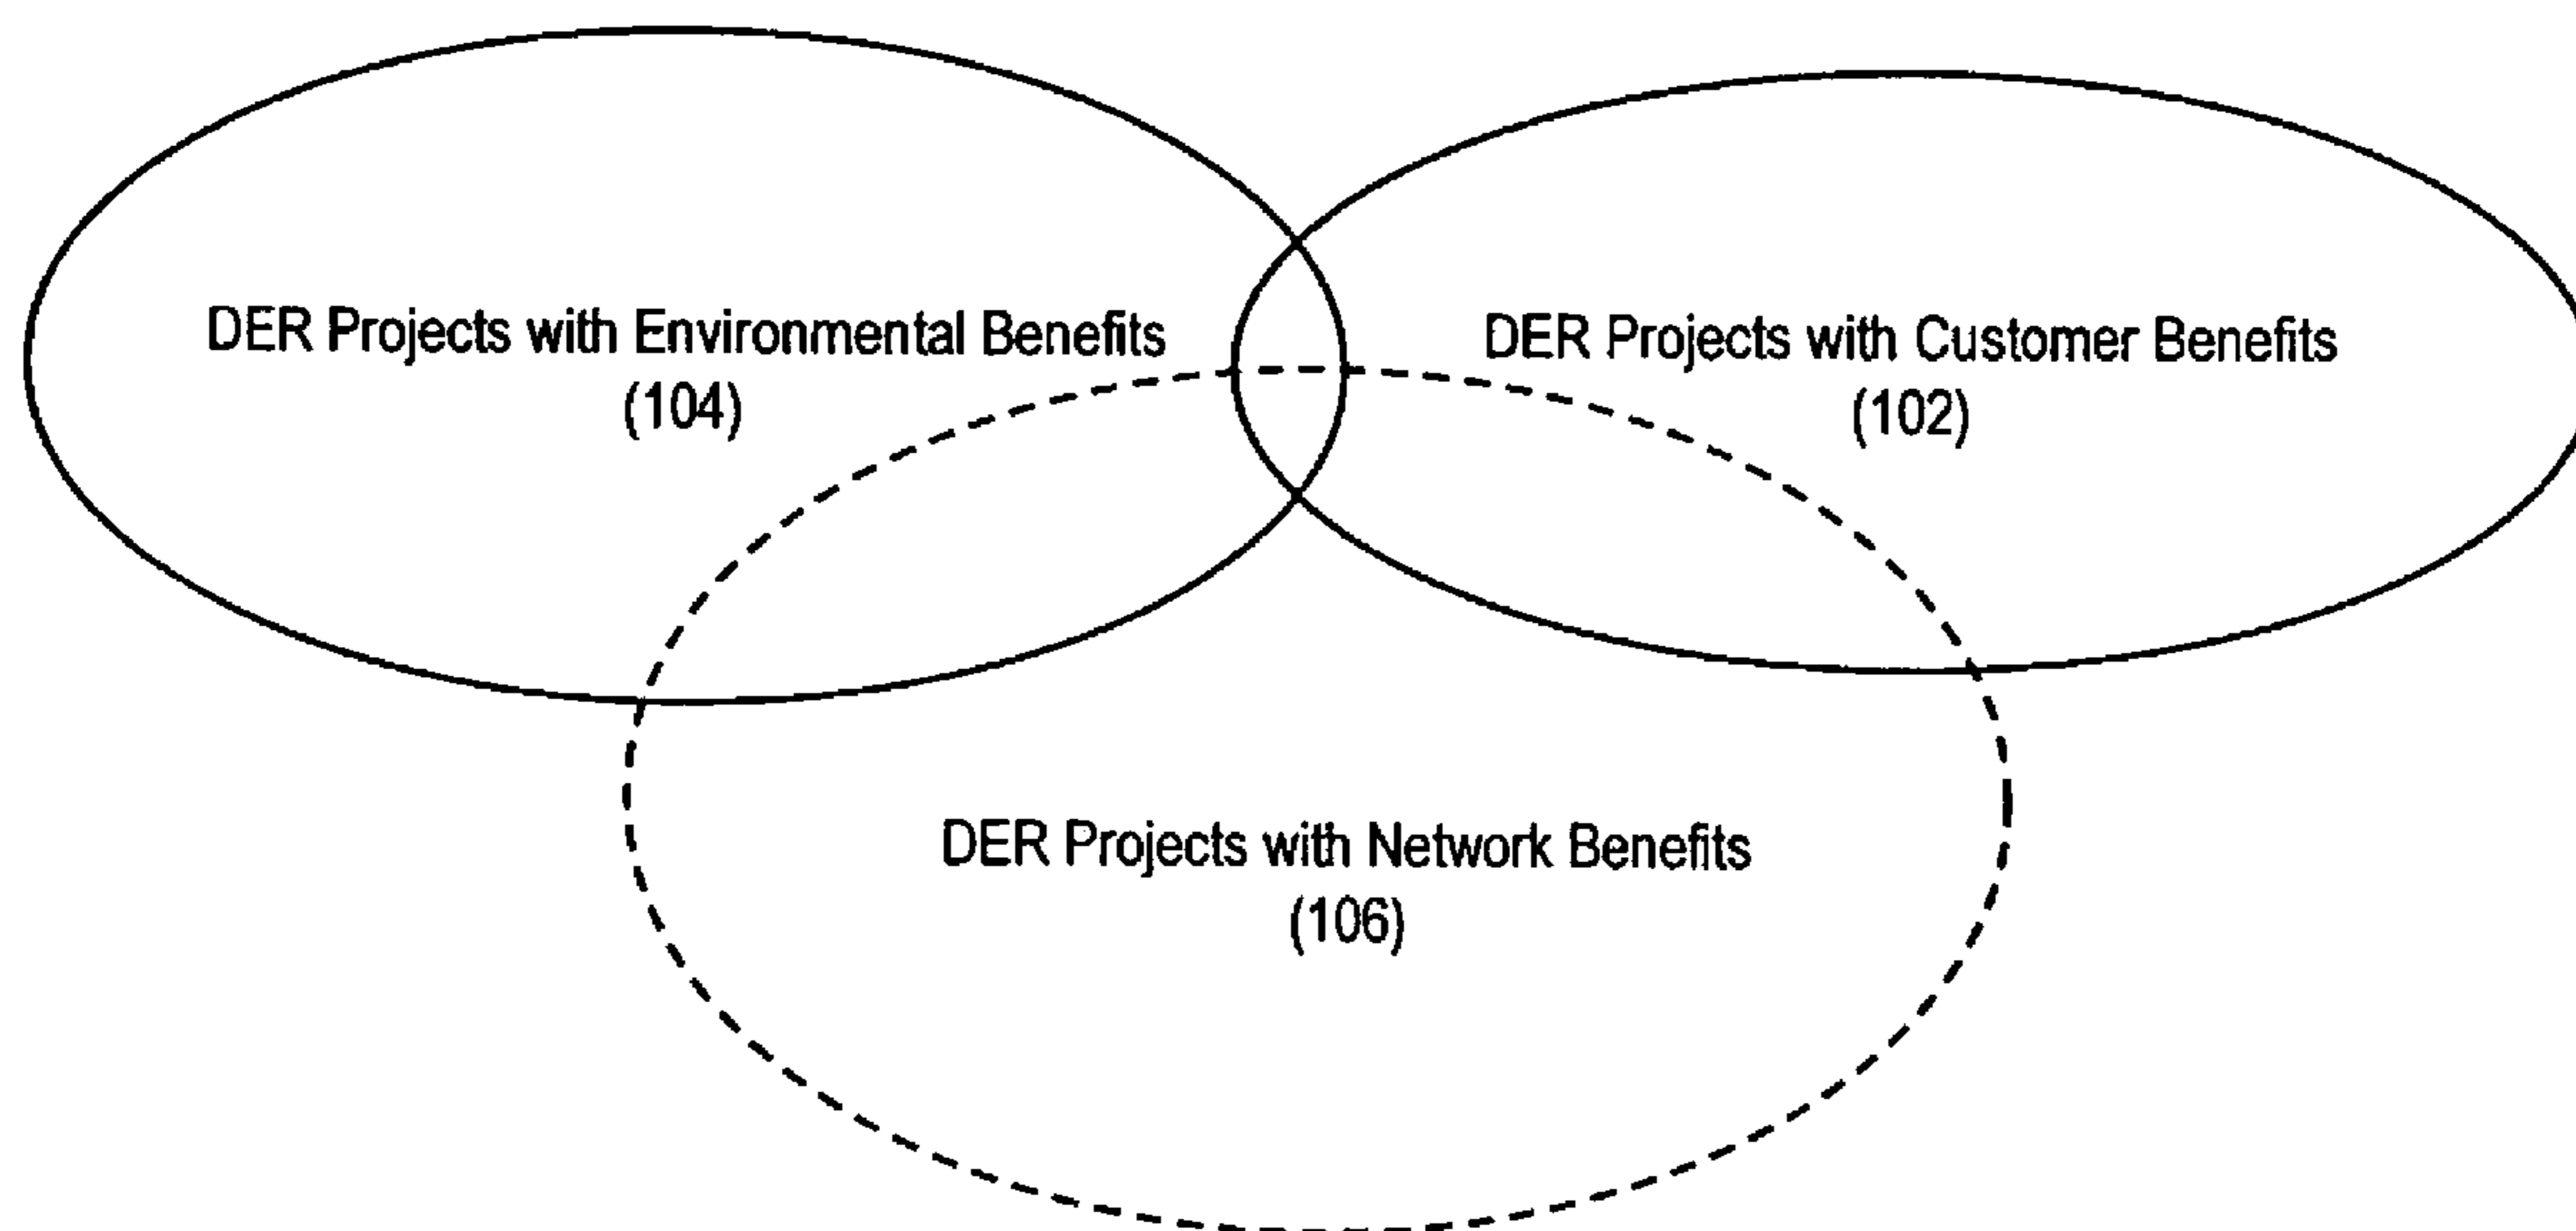 DER Projects with Environmental Benefits
(104)
DER Projects with Customer Benefits
(102)
DER Projects with Network Benefits
(106)